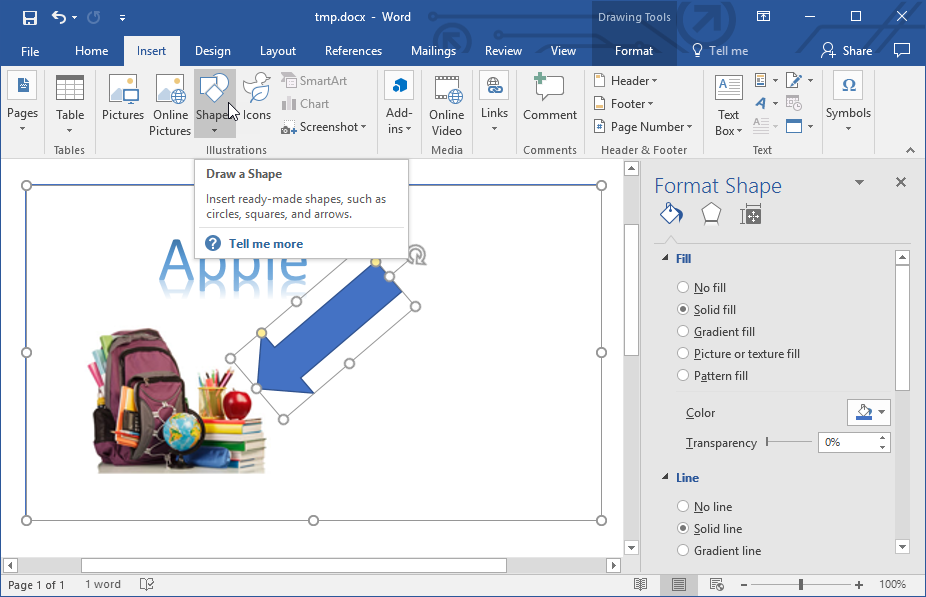 tmp.docx - Word
Drawing Tools
File Home Insert Design Layout References Mailings Review View Format Tell me Share
Pages
Table
Pictures
Online Pictures
Shapes
Icons
SmartArt
Chart
Screenshot
Add-ins
Online Video
Links
Comment
Header
Footer
Page Number
Text Box
Symbols
Tables
Illustrations
Media
Comments
Header & Footer
Text
Draw a Shape
Insert ready-made shapes, such as
circles, squares, and arrows.
? Tell me more
Apple
Format Shape
Fill
No fill
Solid fill
Gradient fill
Picture or texture fill
Pattern fill
Color
Transparency 0%
Line
No line
Solid line
Gradient line
Page 1 of 1 1 word 100%